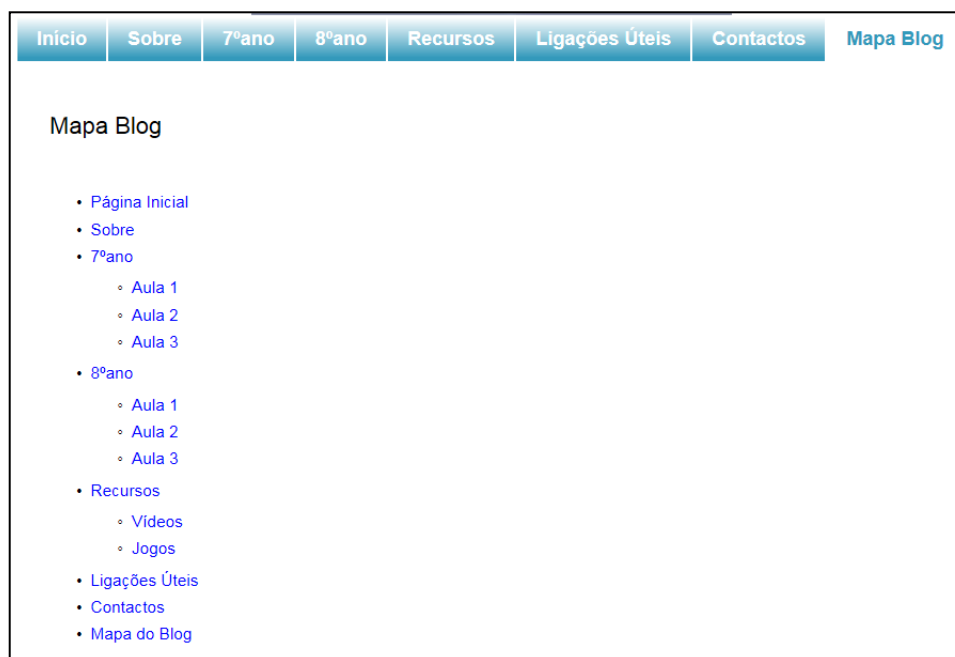 Início Sobre 7ºano 8ºano Recursos Ligações Úteis Contactos Mapa Blog
Mapa Blog
• Página Inicial
• Sobre
• 7ºano
◦ Aula 1
◦ Aula 2
◦ Aula 3
• 8ºano
◦ Aula 1
◦ Aula 2
◦ Aula 3
• Recursos
◦ Vídeos
◦ Jogos
• Ligações Úteis
• Contactos
• Mapa do Blog